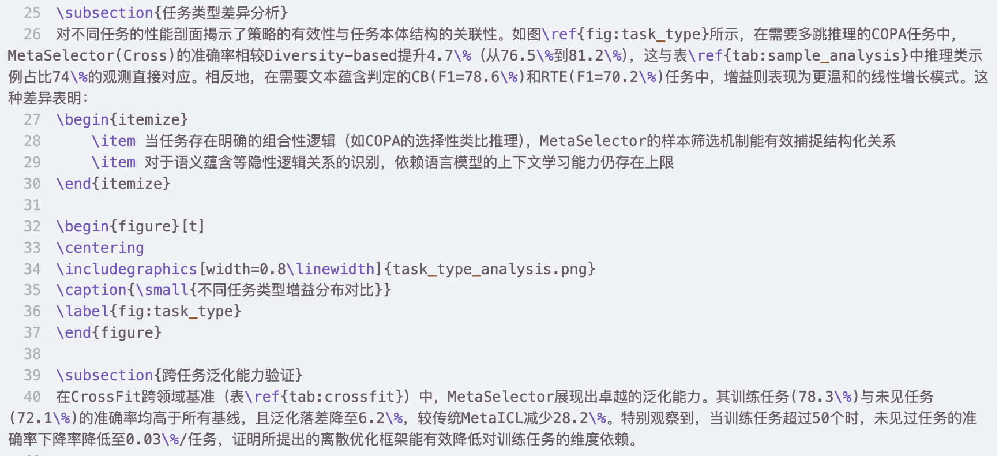 25 \subsection{任务类型差异分析}
26 对不同任务的性能剖面揭示了策略的有效性与任务本体结构的关联性。如图\ref{fig:task_type}所示，在需要多跳推理的COPA任务中，
MetaSelector(Cross)的准确率相较Diversity-based提升4.7\%（从76.5\%到81.2\%），这与表\ref{tab:sample_analysis}中推理类示
例占比74\%的观测直接对应。相反地，在需要文本蕴含判定的CB(F1=78.6\%)和RTE(F1=70.2\%)任务中，增益则表现为更温和的线性增长模式。这
种差异表明：
27 \begin{itemize}
28 \item 当任务存在明确的组合性逻辑（如COPA的选择性类比推理），MetaSelector的样本筛选机制能有效捕捉结构化关系
29 \item 对于语义蕴含等隐性逻辑关系的识别，依赖语言模型的上下文学习能力仍存在上限
30 \end{itemize}
31
32 \begin{figure}[t]
33 \centering
34 \includegraphics[width=0.8\linewidth]{task_type_analysis.png}
35 \caption{\small{不同任务类型增益分布对比}}
36 \label{fig:task_type}
37 \end{figure}
38
39 \subsection{跨任务泛化能力验证}
40 在CrossFit跨领域基准（表\ref{tab:crossfit}）中，MetaSelector展现出卓越的泛化能力。其训练任务(78.3\%)与未见任务
(72.1\%)的准确率均高于所有基线，且泛化落差降至6.2\%，较传统MetaICL减少28.2\%。特别观察到，当训练任务超过50个时，未见过任务的准
确率下降率降低至0.03\%/任务，证明所提出的离散优化框架能有效降低对训练任务的维度依赖。